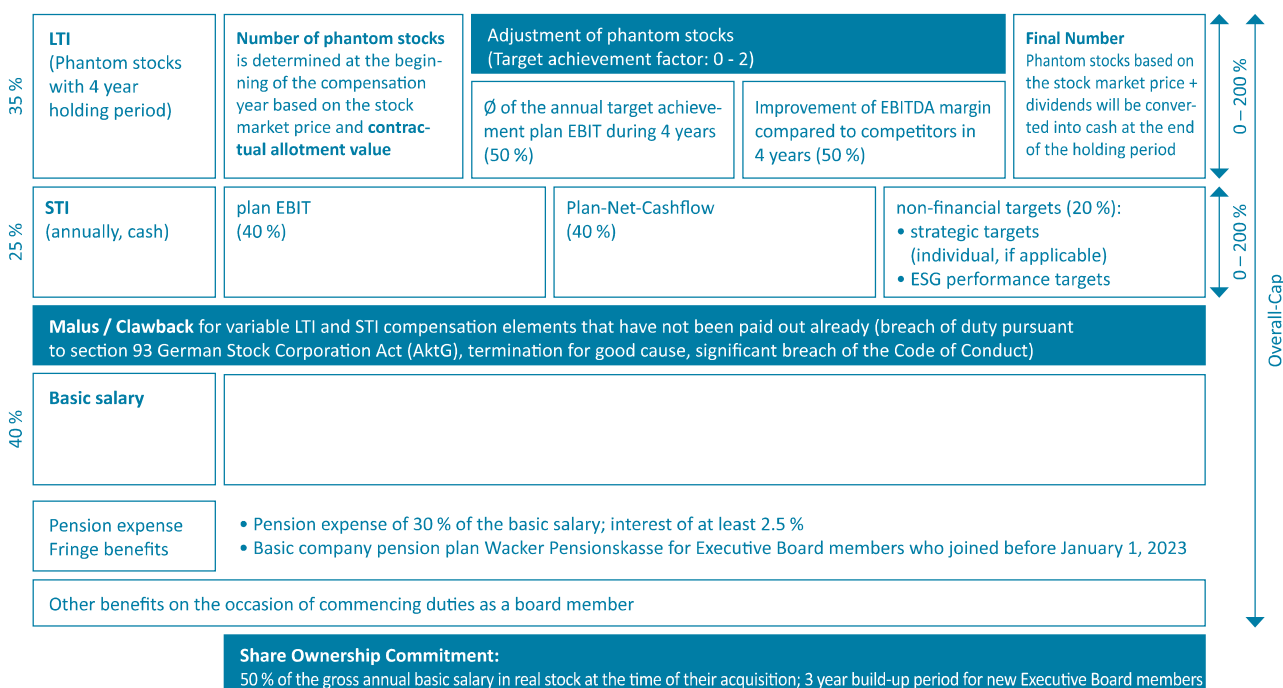 35 %
LTI
(Phantom stocks
with 4 year
holding period)
Number of phantom stocks
is determined at the begin-
ning of the compensation
year based on the stock
market price and contrac-
tual allotment value
Adjustment of phantom stocks
(Target achievement factor: 0 - 2)
Ø of the annual target achieve-
ment plan EBIT during 4 years
(50 %)
Improvement of EBITDA margin
compared to competitors in
4 years (50 %)
Final Number
Phantom stocks based on
the stock market price +
dividends will be conver-
ted into cash at the end
of the holding period
0 – 200 %
25 %
STI
(annually, cash)
plan EBIT
(40 %)
Plan-Net-Cashflow
(40 %)
non-financial targets (20 %):
• strategic targets
(individual, if applicable)
• ESG performance targets
0 – 200 %
Overall-Cap
Malus / Clawback for variable LTI and STI compensation elements that have not been paid out already (breach of duty pursuant
to section 93 German Stock Corporation Act (AktG), termination for good cause, significant breach of the Code of Conduct)
40 %
Basic salary
Pension expense
Fringe benefits
• Pension expense of 30 % of the basic salary; interest of at least 2.5 %
• Basic company pension plan Wacker Pensionskasse for Executive Board members who joined before January 1, 2023
Other benefits on the occasion of commencing duties as a board member
Share Ownership Commitment:
50 % of the gross annual basic salary in real stock at the time of their acquisition; 3 year build-up period for new Executive Board members